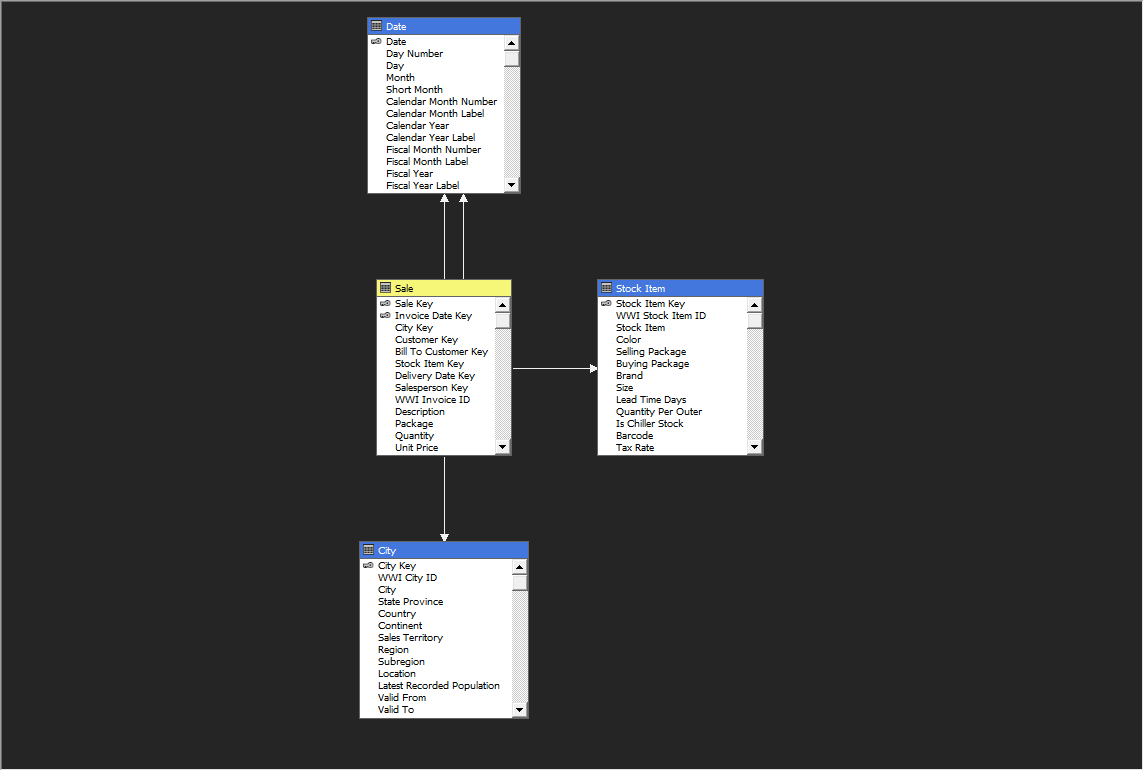 Date
Date
Day Number
Day
Month
Short Month
Calendar Month Number
Calendar Month Label
Calendar Year
Calendar Year Label
Fiscal Month Number
Fiscal Month Label
Fiscal Year
Fiscal Year Label
Sale
Sale Key
Invoice Date Key
City Key
Customer Key
Bill To Customer Key
Stock Item Key
Delivery Date Key
Salesperson Key
WWI Invoice ID
Description
Package
Quantity
Unit Price
Stock Item
Stock Item Key
WWI Stock Item ID
Stock Item
Color
Selling Package
Buying Package
Brand
Size
Lead Time Days
Quantity Per Outer
Is Chiller Stock
Barcode
Tax Rate
City
City Key
WWI City ID
City
State Province
Country
Continent
Sales Territory
Region
Subregion
Location
Latest Recorded Population
Valid From
Valid To